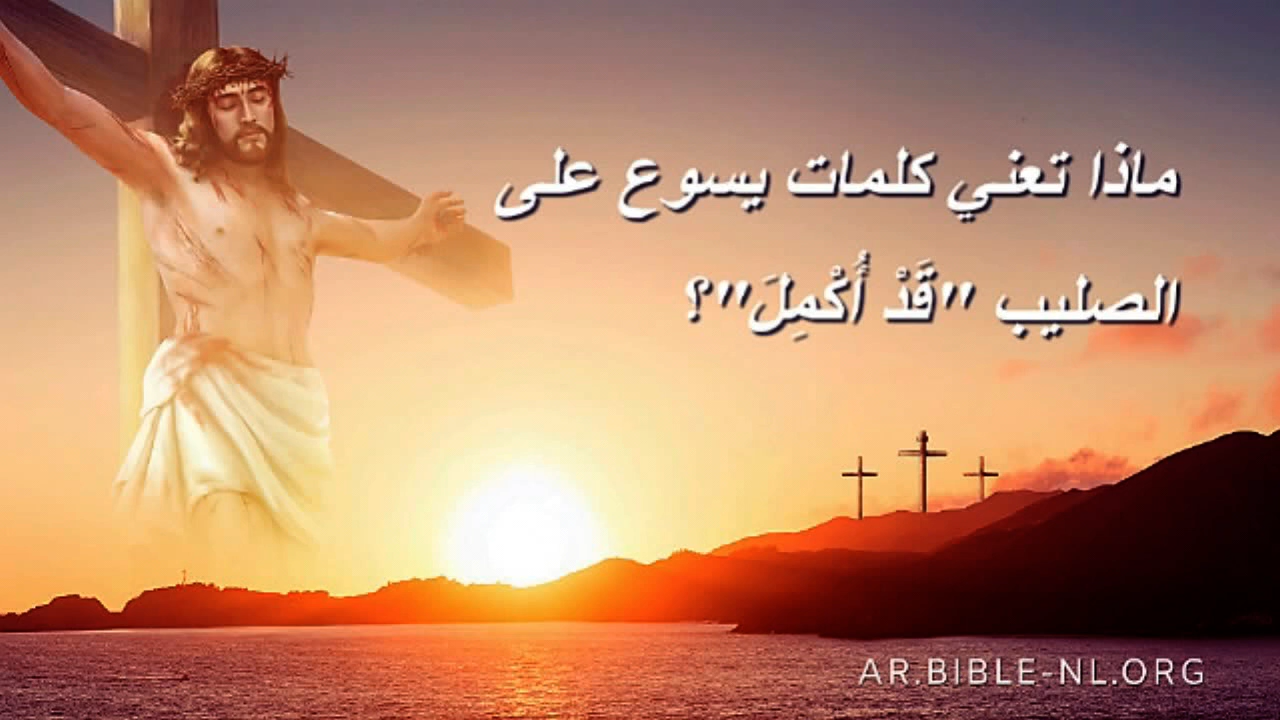 ماذا تعني كلمات يسوع على
الصليب "قَدْ أُكْمِلَ"؟
AR.BIBLE-NL.ORG